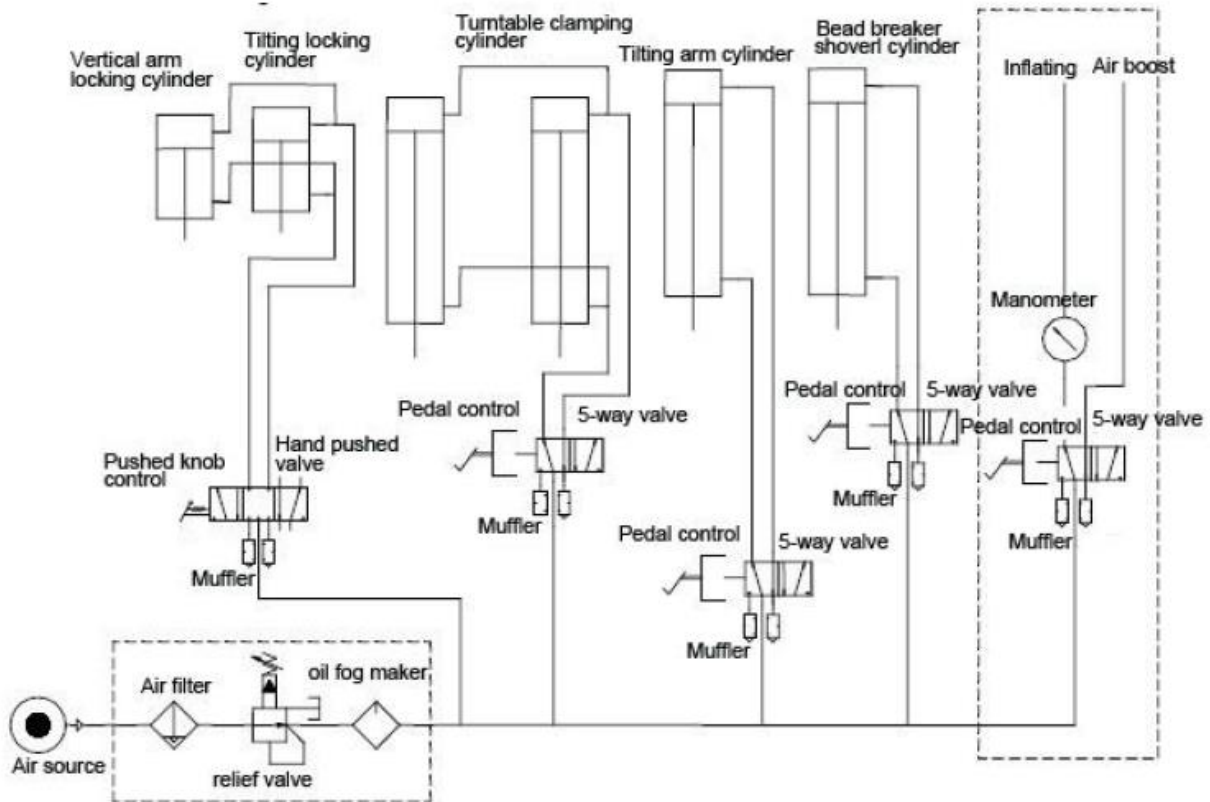 Vertical arm
locking cylinder
Tilting locking
cylinder
Turntable clamping
cylinder
Tilting arm cylinder
Bead breaker
shoverl cylinder
Inflating
Air boost
Manometer
Pedal control
5-way valve
Pedal control
5-way valve
Pedal control
5-way valve
Pushed knob
control
Hand pushed
valve
Muffler
Muffler
Muffler
Muffler
Pedal control
5-way valve
Muffler
Air filter
oil fog maker
Air source
relief valve